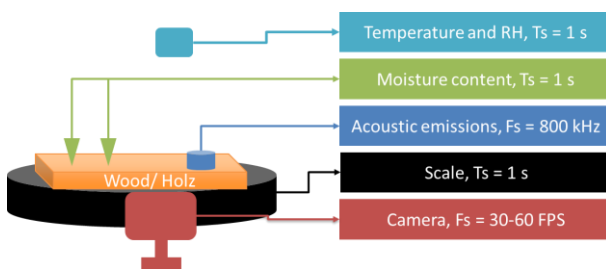 Temperature and RH, Ts = 1 s
Moisture content, Ts = 1 s
Acoustic emissions, Fs = 800 kHz
Wood/ Holz
Scale, Ts = 1 s
Camera, Fs = 30-60 FPS